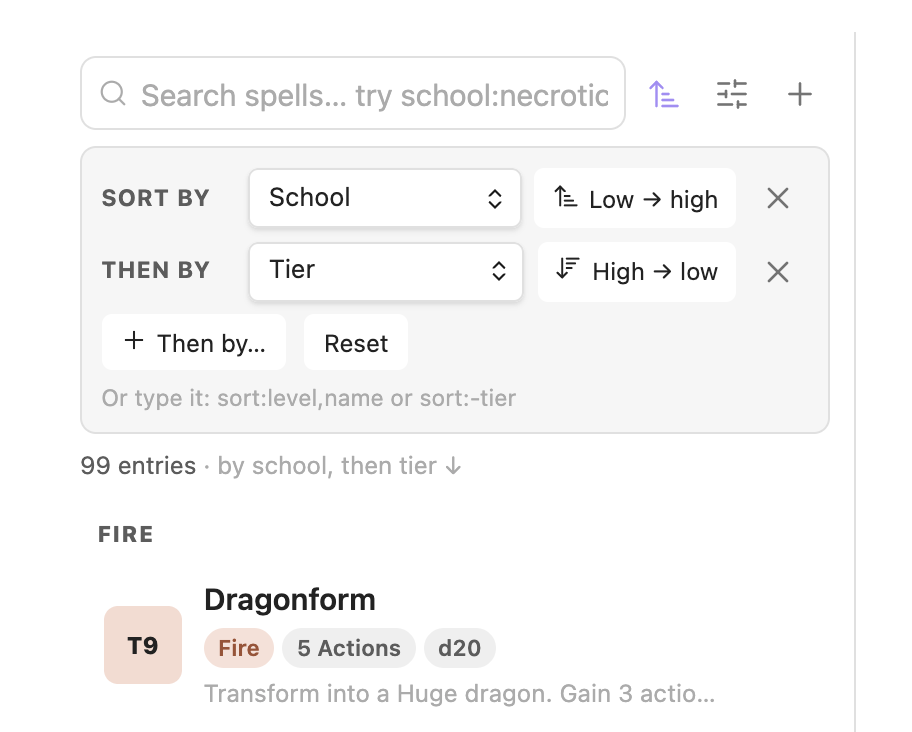 Search spells... try school:necrotic
SORT BY School Low → high
THEN BY Tier High → low
+ Then by... Reset
Or type it: sort:level,name or sort:-tier
99 entries · by school, then tier ↓
FIRE
Dragonform
T9
Fire 5 Actions d20
Transform into a Huge dragon. Gain 3 actio...